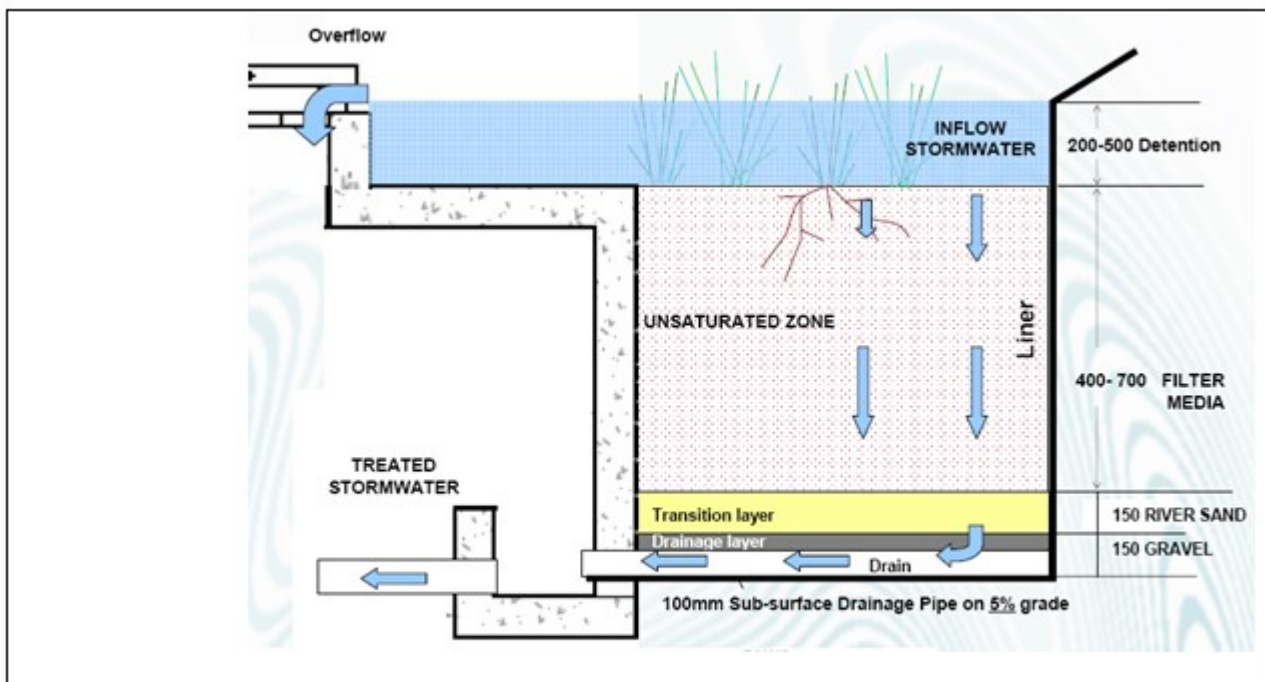 Overflow
INFLOW
STORMWATER
200-500 Detention
UNSATURATED ZONE
Liner
400- 700 FILTER
MEDIA
TREATED
STORMWATER
Transition layer
150 RIVER SAND
Drainage layer
150 GRAVEL
Drain
100mm Sub-surface Drainage Pipe on 5% grade